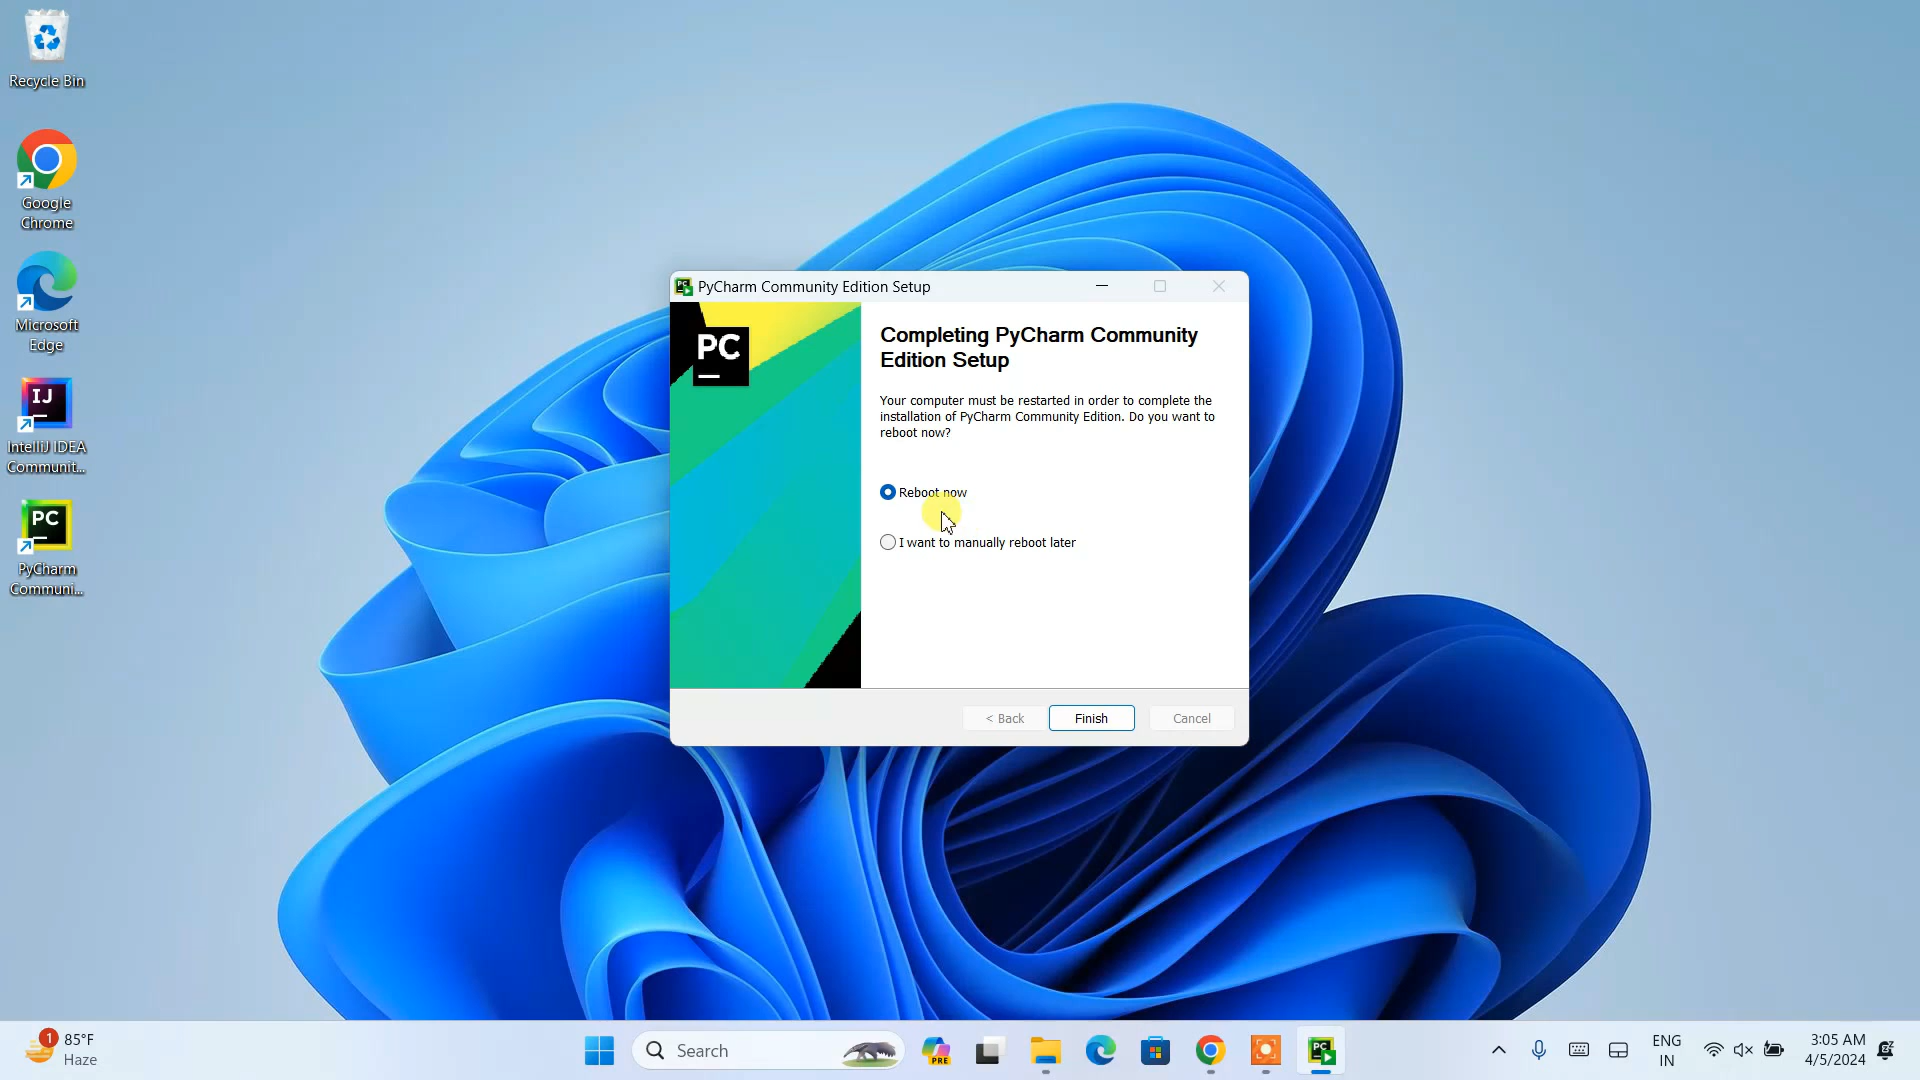 Recycle Bin
Google
Chrome
Microsoft
Edge
IJ
IntelliJ IDEA
Communit...
PC
PyCharm
Communi...
PC PyCharm Community Edition Setup
PC
Completing PyCharm Community
Edition Setup
Your computer must be restarted in order to complete the
installation of PyCharm Community Edition. Do you want to
reboot now?
Reboot now
I want to manually reboot later
< Back
Finish
Cancel
1
85°F
Haze
Search
PRE
PC
ENG
IN
3:05 AM
4/5/2024